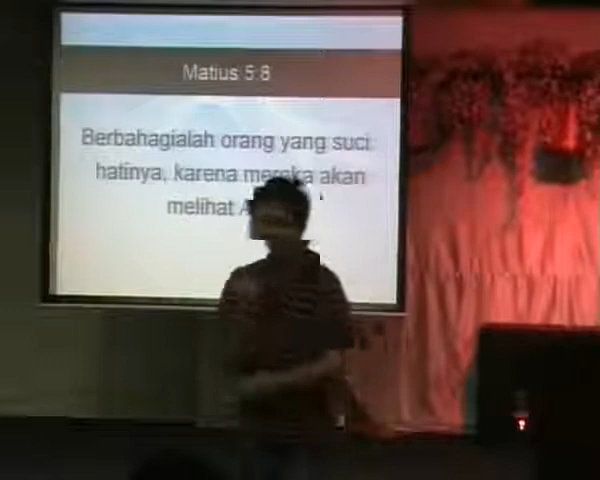 Matius 5:8
Berbahagialah orang yang suci
hatinya, karena mereka akan
melihat